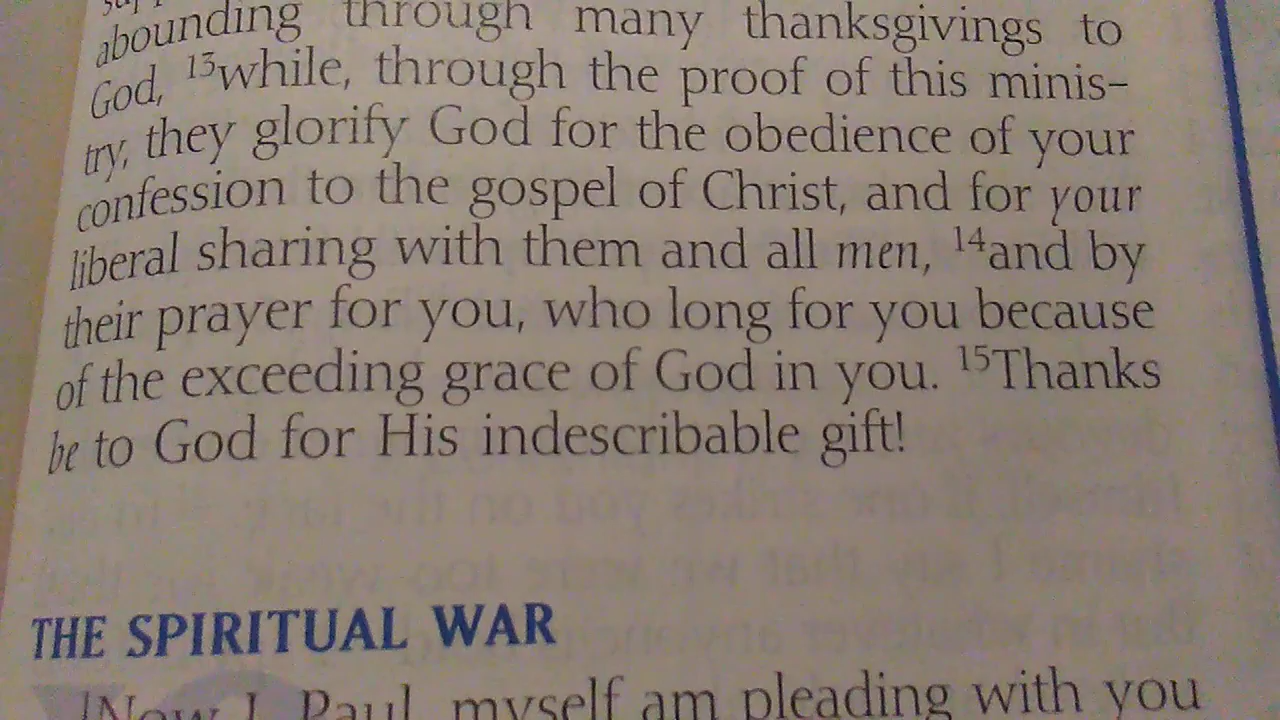 abounding through many thanksgivings to
God, 13while, through the proof of this minis-
try, they glorify God for the obedience of your
confession to the gospel of Christ, and for your
liberal sharing with them and all men, 14and by
their prayer for you, who long for you because
of the exceeding grace of God in you. 15Thanks
be to God for His indescribable gift!
THE SPIRITUAL WAR
Now I, Paul, myself am pleading with you